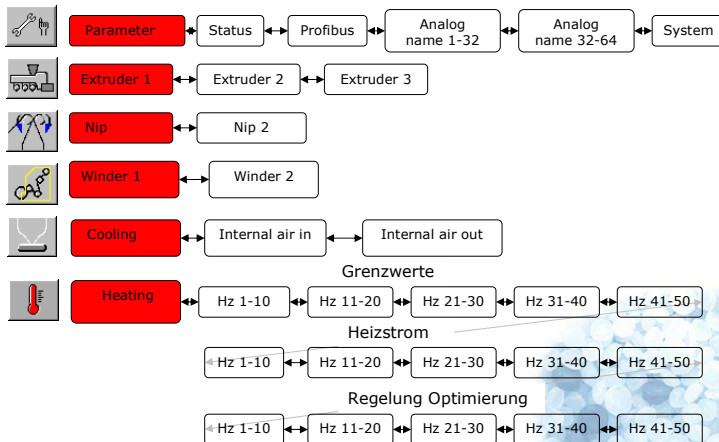 Parameter Status Profibus Analog name 1-32 Analog name 32-64 System
Extruder 1 Extruder 2 Extruder 3
Nip Nip 2
Winder 1 Winder 2
Cooling Internal air in Internal air out
Grenzwerte
Heating Hz 1-10 Hz 11-20 Hz 21-30 Hz 31-40 Hz 41-50
Heizstrom
Hz 1-10 Hz 11-20 Hz 21-30 Hz 31-40 Hz 41-50
Regelung Optimierung
Hz 1-10 Hz 11-20 Hz 21-30 Hz 31-40 Hz 41-50